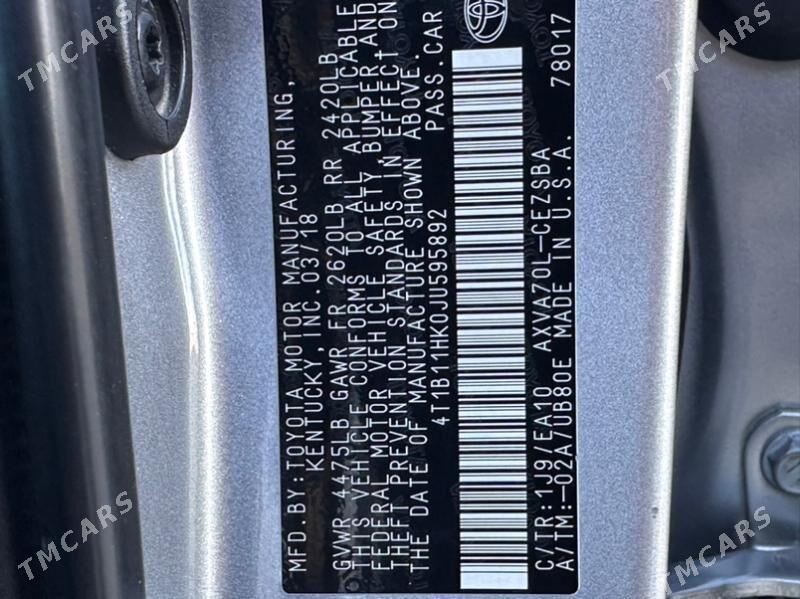 MFD.BY:TOYOTA MOTOR MANUFACTURING,
KENTUCKY, INC. 03/18
GVWR 4475LB GAWR FR 2620LB RR 2420LB
THIS VEHICLE CONFORMS TO ALL APPLICABLE
FEDERAL MOTOR VEHICLE SAFETY, BUMPER, AND
THEFT PREVENTION STANDARDS IN EFFECT ON
THE DATE OF MANUFACTURE SHOWN ABOVE.
4T1B11HK0JU595892 PASS.CAR
C/TR:1J9/EA10 AXVA70L-CEZSBA
A/TM:-02A/UB80E MADE IN U.S.A. 78017
TMCARS
TMCARS
TMCARS
TMCARS
TMCARS